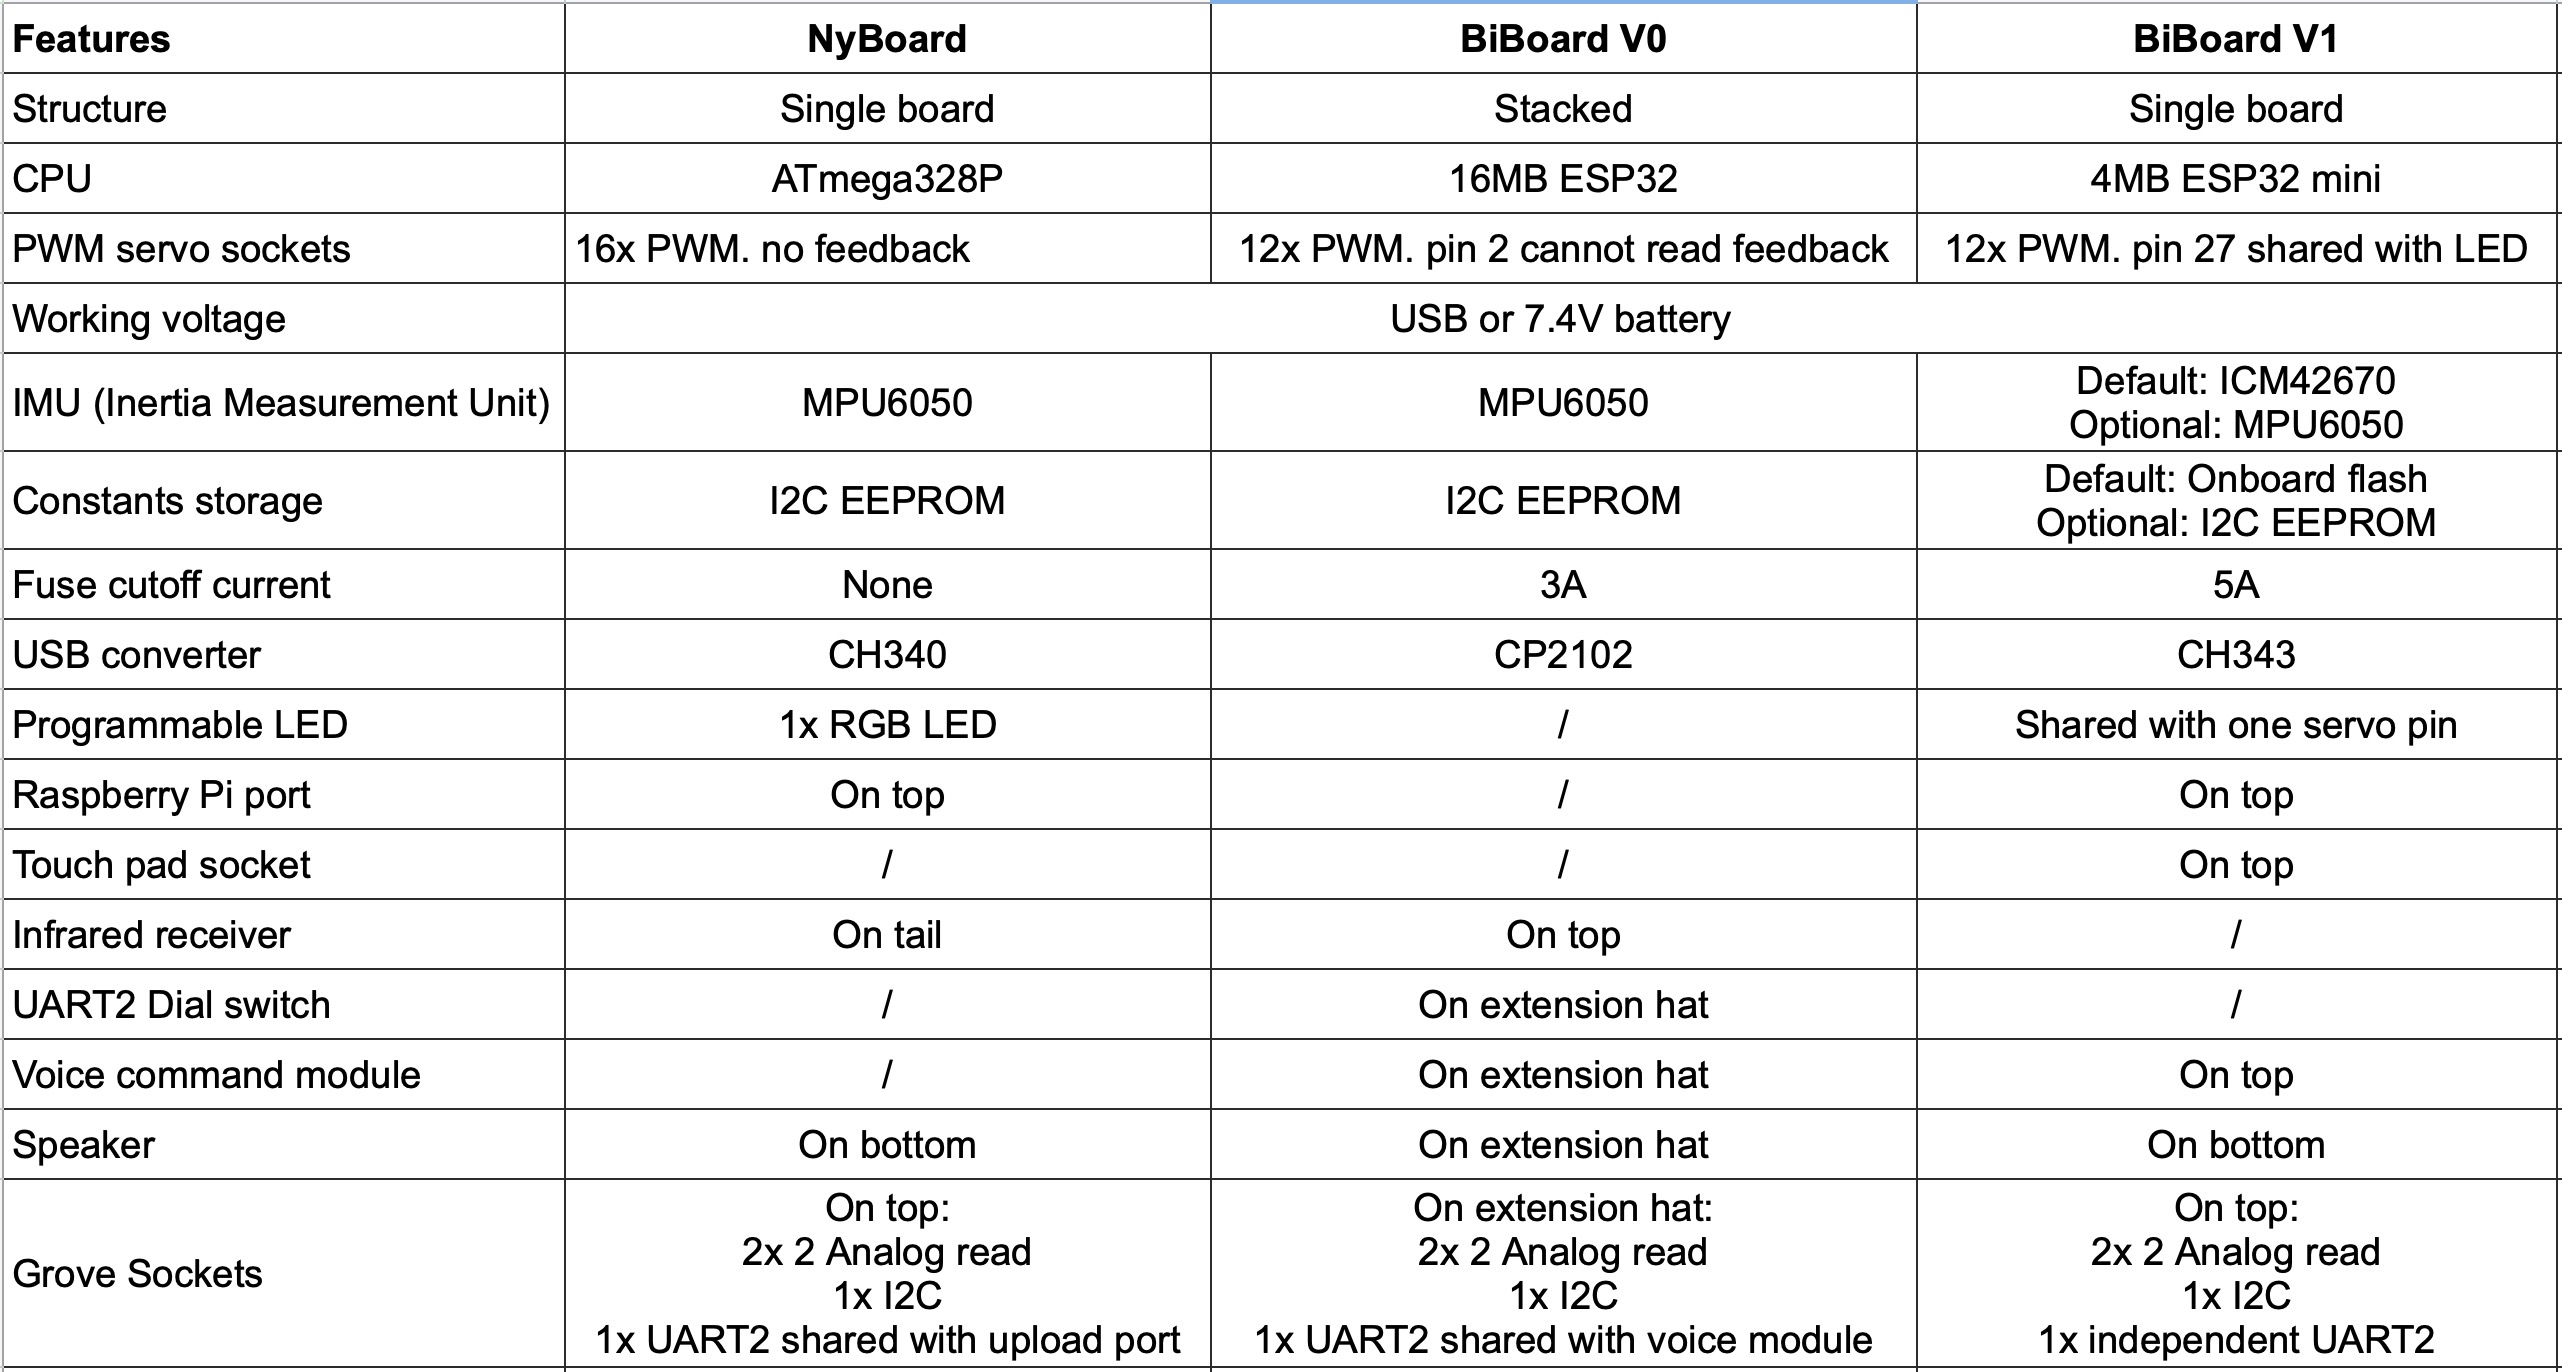 Features NyBoard BiBoard V0 BiBoard V1
Structure Single board Stacked Single board
CPU ATmega328P 16MB ESP32 4MB ESP32 mini
PWM servo sockets 16x PWM. no feedback 12x PWM. pin 2 cannot read feedback 12x PWM. pin 27 shared with LED
Working voltage USB or 7.4V battery
IMU (Inertia Measurement Unit) MPU6050 MPU6050 Default: ICM42670
Optional: MPU6050
Constants storage I2C EEPROM I2C EEPROM Default: Onboard flash
Optional: I2C EEPROM
Fuse cutoff current None 3A 5A
USB converter CH340 CP2102 CH343
Programmable LED 1x RGB LED / Shared with one servo pin
Raspberry Pi port On top / On top
Touch pad socket / / On top
Infrared receiver On tail On top /
UART2 Dial switch / On extension hat /
Voice command module / On extension hat On top
Speaker On bottom On extension hat On bottom
Grove Sockets
On top:
2x 2 Analog read
1x I2C
1x UART2 shared with upload port
On extension hat:
2x 2 Analog read
1x I2C
1x UART2 shared with voice module
On top:
2x 2 Analog read
1x I2C
1x independent UART2